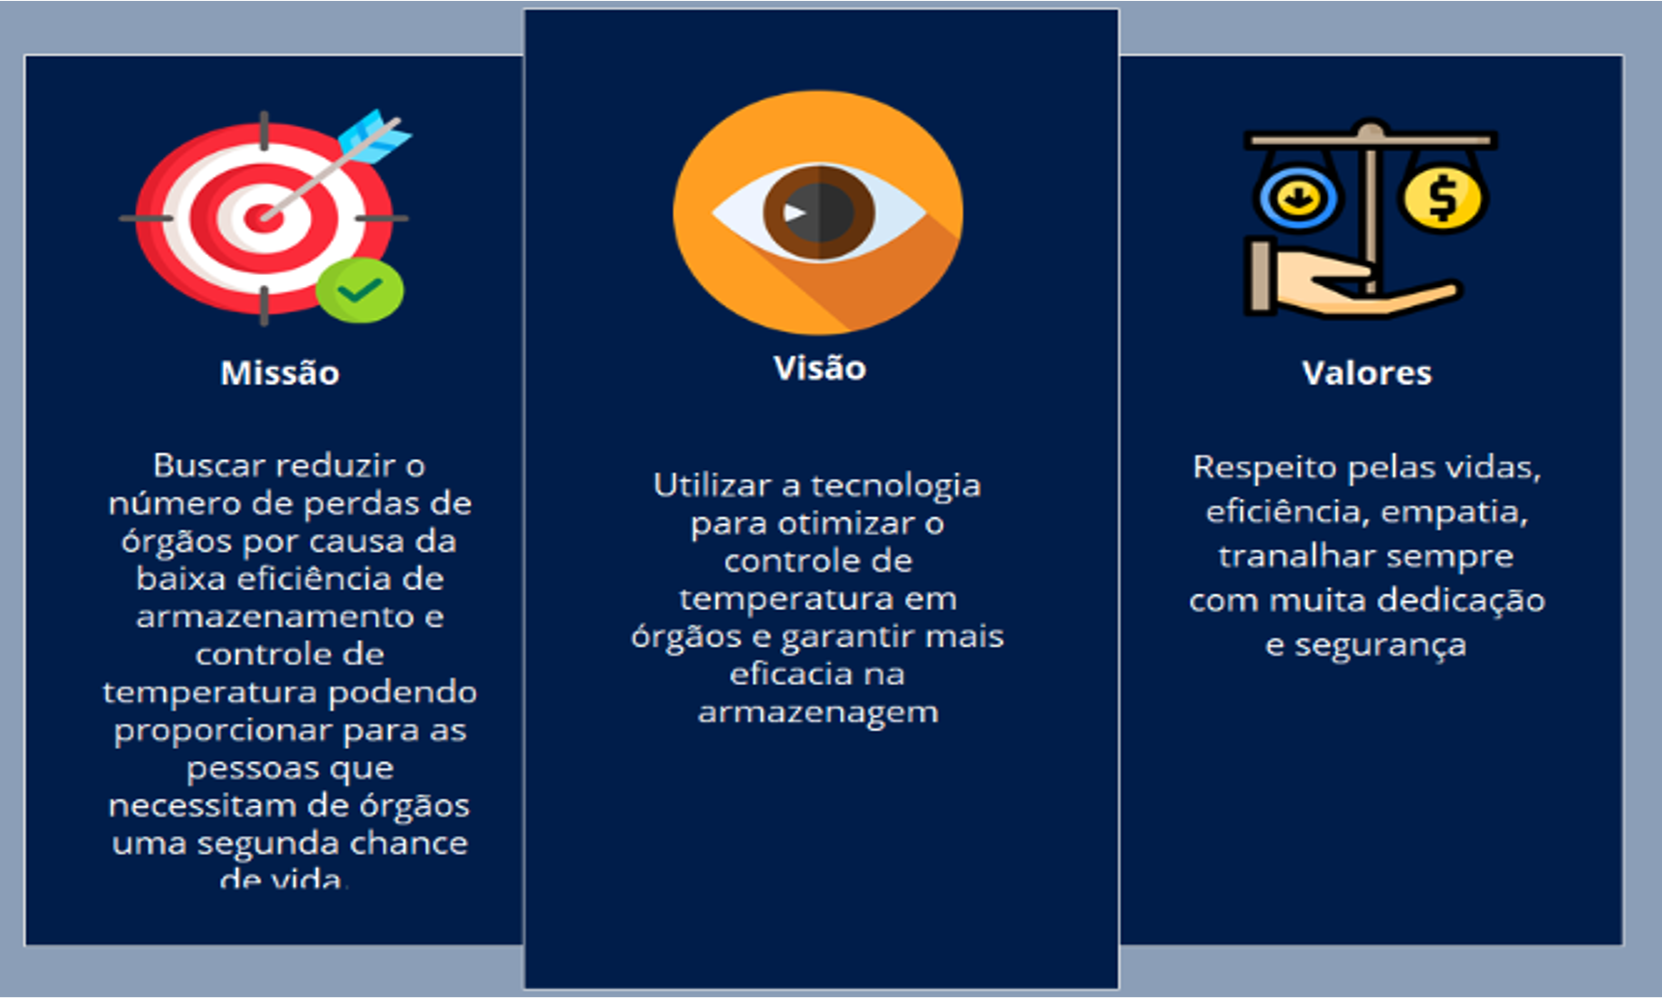 Missão
Buscar reduzir o
número de perdas de
órgãos por causa da
baixa eficiência de
armazenamento e
controle de
temperatura podendo
proporcionar para as
pessoas que
necessitam de órgãos
uma segunda chance
de vida.
Visão
Utilizar a tecnologia
para otimizar o
controle de
temperatura em
órgãos e garantir mais
eficacia na
armazenagem
$
Valores
Respeito pelas vidas,
eficiência, empatia,
tranalhar sempre
com muita dedicação
e segurança